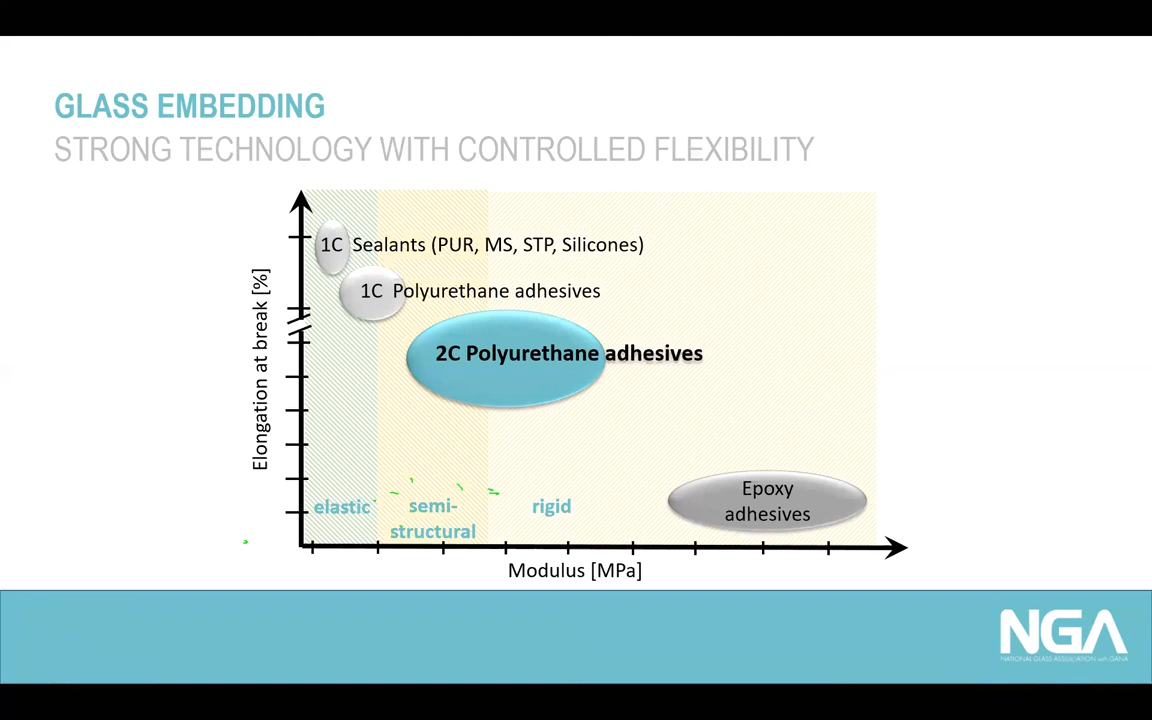 GLASS EMBEDDING
STRONG TECHNOLOGY WITH CONTROLLED FLEXIBILITY
1C Sealants (PUR, MS, STP, Silicones)
1C Polyurethane adhesives
2C Polyurethane adhesives
Elongation at break [%]
Epoxy
adhesives
elastic
semi-
structural
rigid
Modulus [MPa]
NGA
NATIONAL GLASS ASSOCIATION with GANA